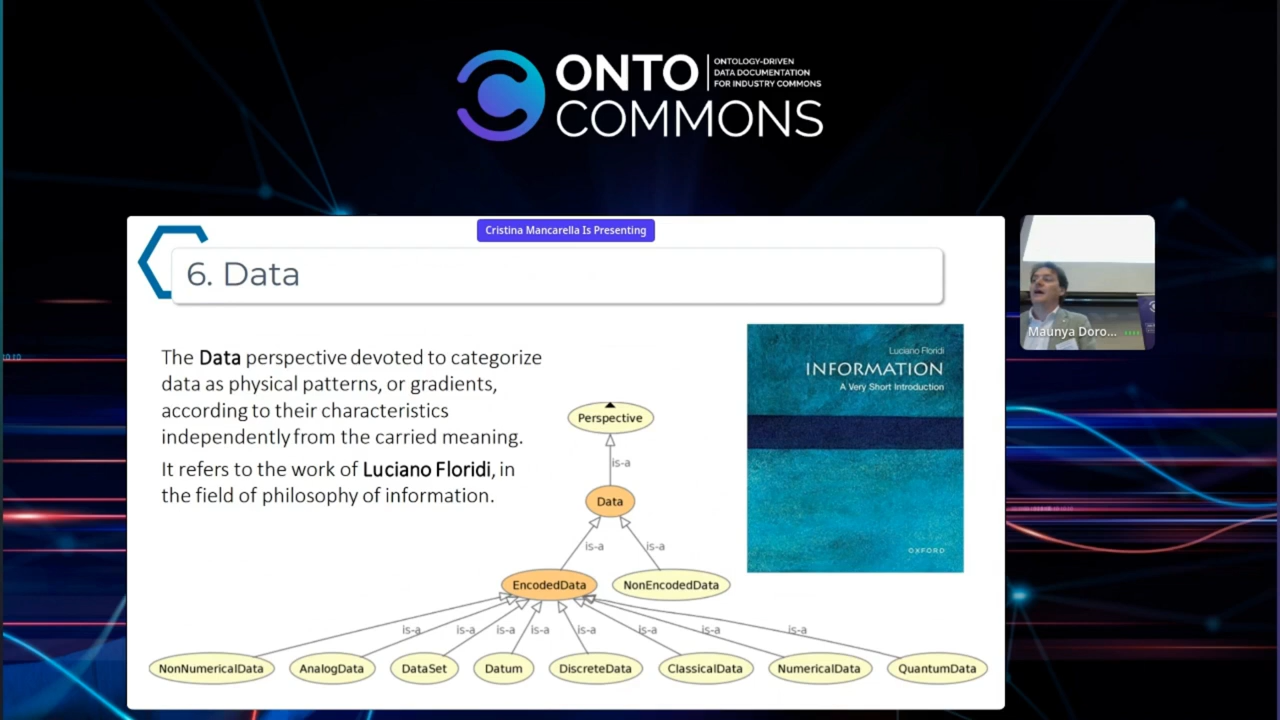 ONTO
COMMONS
ONTOLOGY-DRIVEN
DATA DOCUMENTATION
FOR INDUSTRY COMMONS
Cristina Mancarella Is Presenting
6. Data
The Data perspective devoted to categorize
data as physical patterns, or gradients,
according to their characteristics
independently from the carried meaning.
It refers to the work of Luciano Floridi, in
the field of philosophy of information.
Perspective
is-a
Data
is-a
is-a
EncodedData
NonEncodedData
is-a
is-a
is-a
is-a
is-a
is-a
is-a
is-a
NonNumericalData
AnalogData
DataSet
Datum
DiscreteData
ClassicalData
NumericalData
QuantumData
Luciano Floridi
INFORMATION
A Very Short Introduction
OXFORD
Maunya Doro...